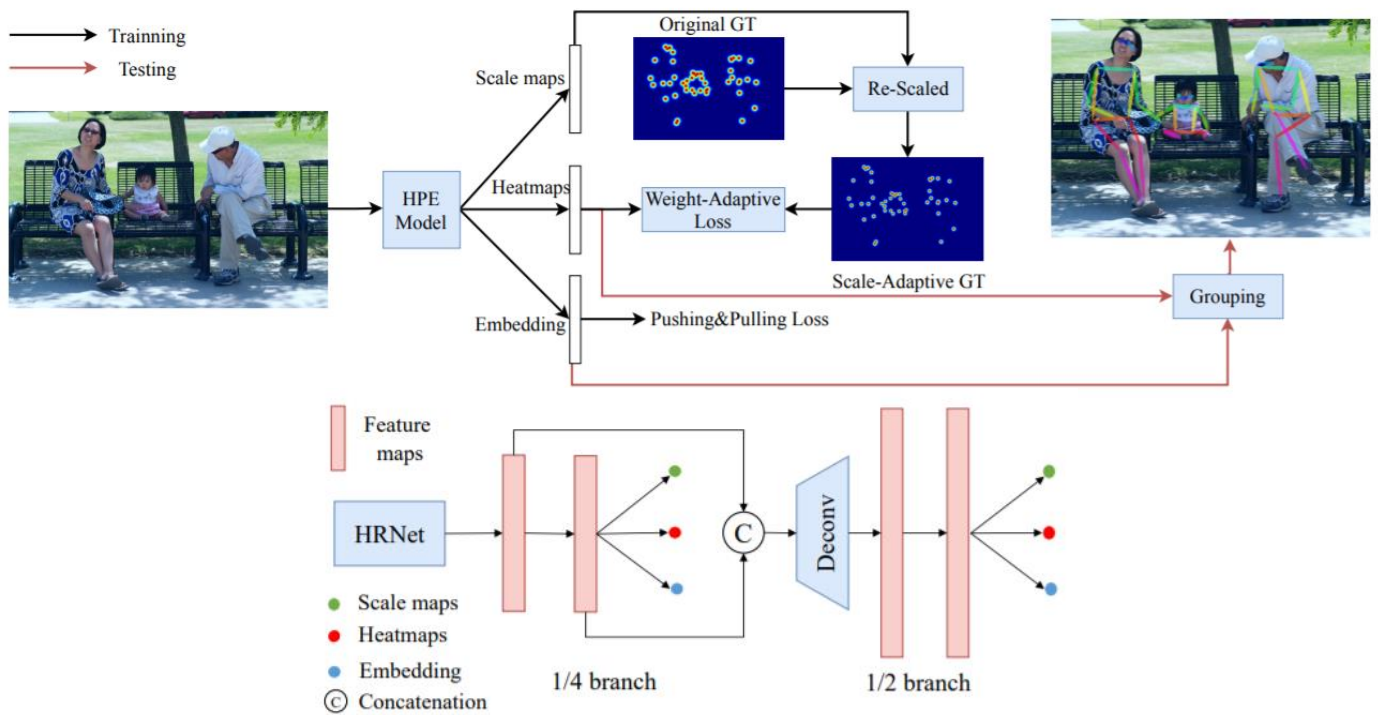 Trainning
Testing
Original GT
Scale maps
Re-Scaled
HPE
Model
Heatmaps
Weight-Adaptive
Loss
Scale-Adaptive GT
Grouping
Embedding
Pushing&Pulling Loss
Feature
maps
HRNet
C
Deconv
Scale maps
Heatmaps
Embedding
C Concatenation
1/4 branch
1/2 branch